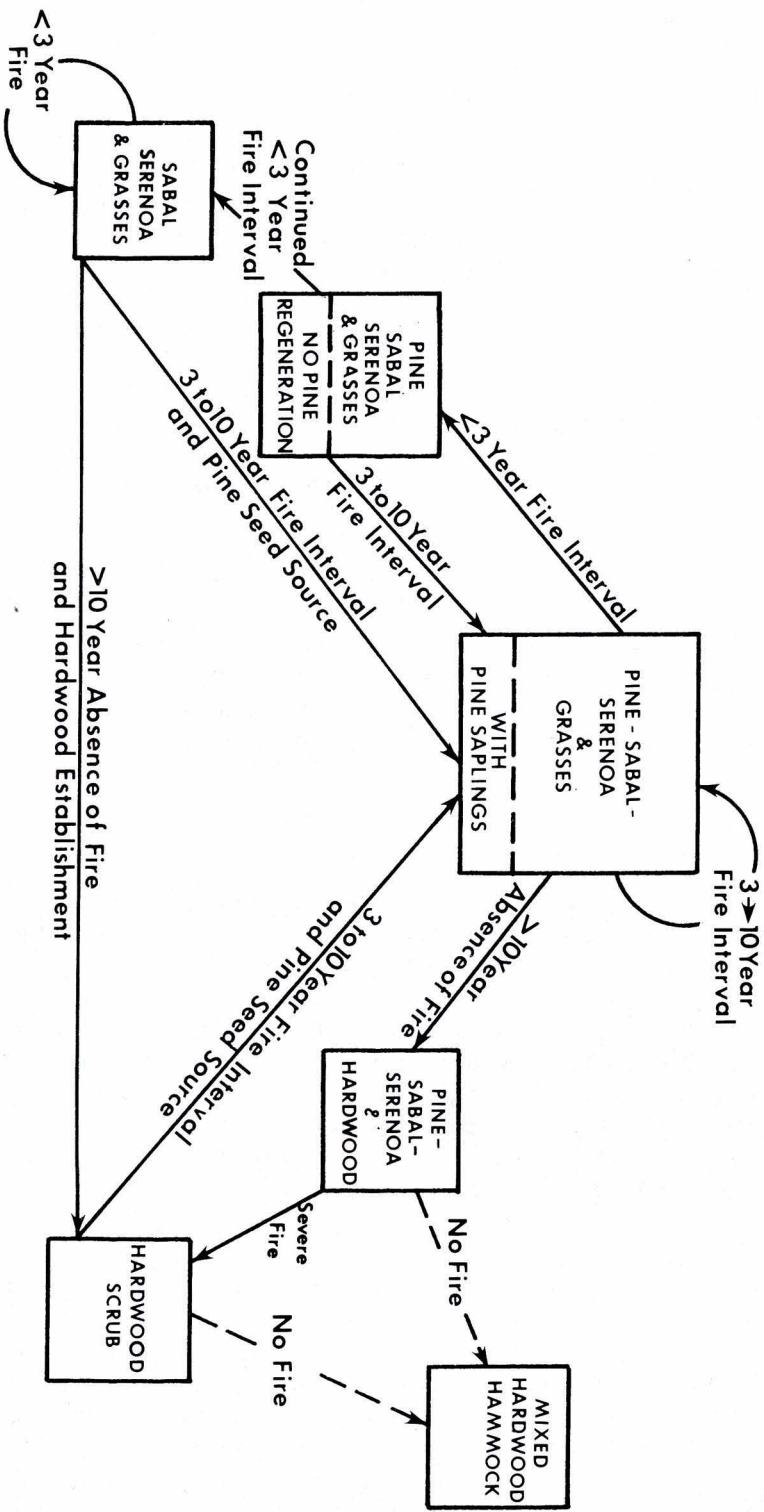 <3 Year
Fire
SABAL
SERENOA
& GRASSES
Continued
<3 Year
Fire Interval
PINE
SABAL
SERENOA
& GRASSES
NO PINE
REGENERATION
<3 Year Fire Interval
3 to 10 Year
Fire Interval
3 to 10 Year Fire Interval
and Pine Seed Source
>10 Year Absence of Fire
and Hardwood Establishment
PINE - SABAL-
SERENOA
&
GRASSES
WITH
PINE SAPLINGS
3→10 Year
Fire Interval
>10 Year
Absence of Fire
3 to 10 Year Fire Interval
and Pine Seed Source
PINE-
SABAL-
SERENOA
&
HARDWOOD
Severe
Fire
No Fire
HARDWOOD
SCRUB
No Fire
MIXED
HARDWOOD
HAMMOCK